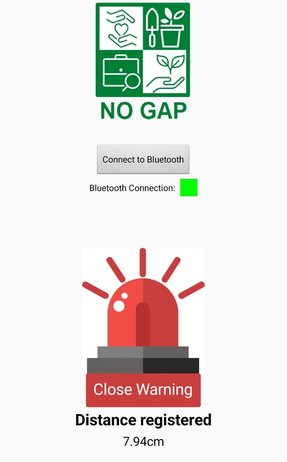 NO GAP
Connect to Bluetooth
Bluetooth Connection:
Close Warning
Distance registered
7.94cm